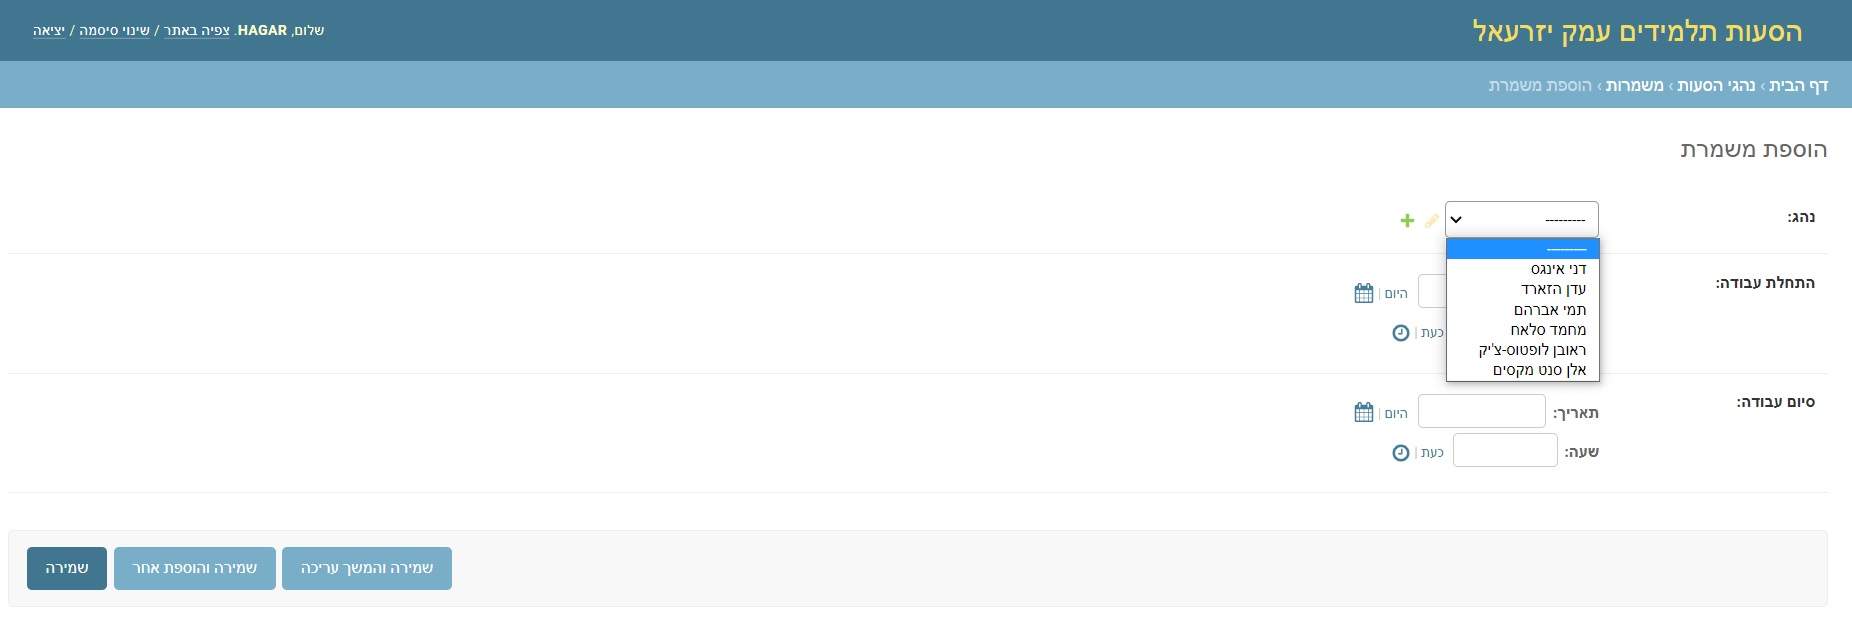 הסעות תלמידים עמק יזרעאל
שלום, HAGAR. צפיה באתר / שינוי סיסמה / יציאה
דף הבית › נהגי הסעות › משמרות › הוספת משמרת
הוספת משמרת
נהג:
---------
---------
דני אינגס
עדן הזארד
תמי אברהם
מחמד סלאח
ראובן לופטוס-צ'יק
אלן סנט מקסים
התחלת עבודה:
היום |
כעת |
סיום עבודה:
תאריך: היום |
שעה: כעת |
שמירה והמשך עריכה
שמירה והוספת אחר
שמירה